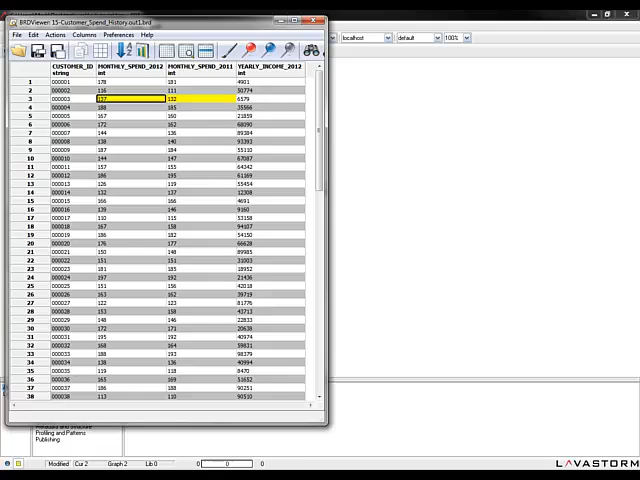 BRDViewer: 15-Customer_Spend_History.out1.brd
File Edit Actions Columns Preferences Help
localhost default 100%
CUSTOMER_ID MONTHLY_SPEND_2012 MONTHLY_SPEND_2011 YEARLY_INCOME_2012
string int int int
1 000001 178 181 4901
2 000002 116 111 50774
3 000003 137 132 6579
4 000004 188 185 35566
5 000005 167 160 21859
6 000006 172 162 68090
7 000007 144 136 89384
8 000008 138 140 93393
9 000009 187 184 55110
10 000010 144 147 67087
11 000011 157 155 64342
12 000012 186 195 61169
13 000013 126 119 55454
14 000014 132 137 12308
15 000015 166 166 4691
16 000016 139 146 9160
17 000017 110 115 53158
18 000018 167 158 94107
19 000019 186 182 54150
20 000020 176 177 66628
21 000021 150 148 89985
22 000022 151 151 31003
23 000023 181 185 18952
24 000024 197 192 21436
25 000025 151 156 42018
26 000026 163 162 39719
27 000027 122 123 81776
28 000028 153 158 43713
29 000029 148 146 22833
30 000030 172 171 20638
31 000031 195 192 40974
32 000032 168 164 59831
33 000033 188 193 98379
34 000034 138 136 40994
35 000035 119 118 8470
36 000036 165 169 51652
37 000037 186 188 90251
38 000038 113 110 90510
Profiling and Patterns
Publishing
Modified Cur 2 Graph 2 Lib 0 0 0 0
LAVASTORM